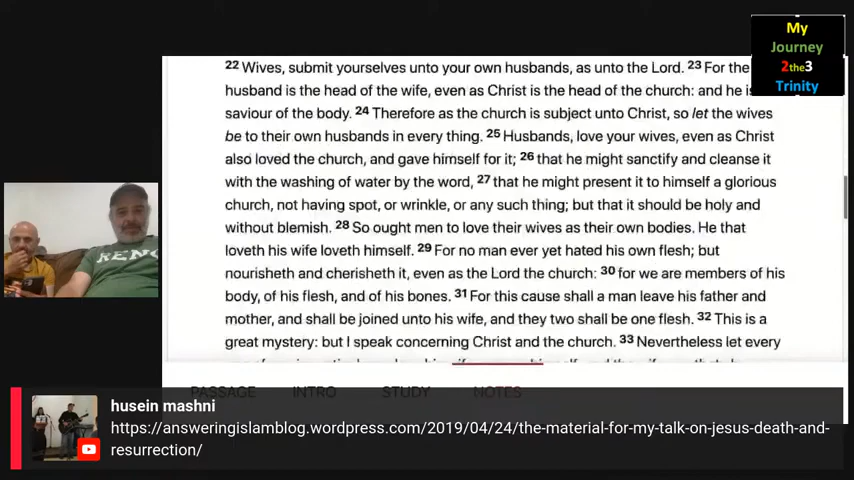 My
Journey
2the3
Trinity
22 Wives, submit yourselves unto your own husbands, as unto the Lord. 23 For the
husband is the head of the wife, even as Christ is the head of the church: and he is
saviour of the body. 24 Therefore as the church is subject unto Christ, so let the wives
be to their own husbands in every thing. 25 Husbands, love your wives, even as Christ
also loved the church, and gave himself for it; 26 that he might sanctify and cleanse it
with the washing of water by the word, 27 that he might present it to himself a glorious
church, not having spot, or wrinkle, or any such thing; but that it should be holy and
without blemish. 28 So ought men to love their wives as their own bodies. He that
loveth his wife loveth himself. 29 For no man ever yet hated his own flesh; but
nourisheth and cherisheth it, even as the Lord the church: 30 for we are members of his
body, of his flesh, and of his bones. 31 For this cause shall a man leave his father and
mother, and shall be joined unto his wife, and they two shall be one flesh. 32 This is a
great mystery: but I speak concerning Christ and the church. 33 Nevertheless let every
PASSAGE INTRO STUDY NOTES
husein mashni
https://answeringislamblog.wordpress.com/2019/04/24/the-material-for-my-talk-on-jesus-death-and-
resurrection/